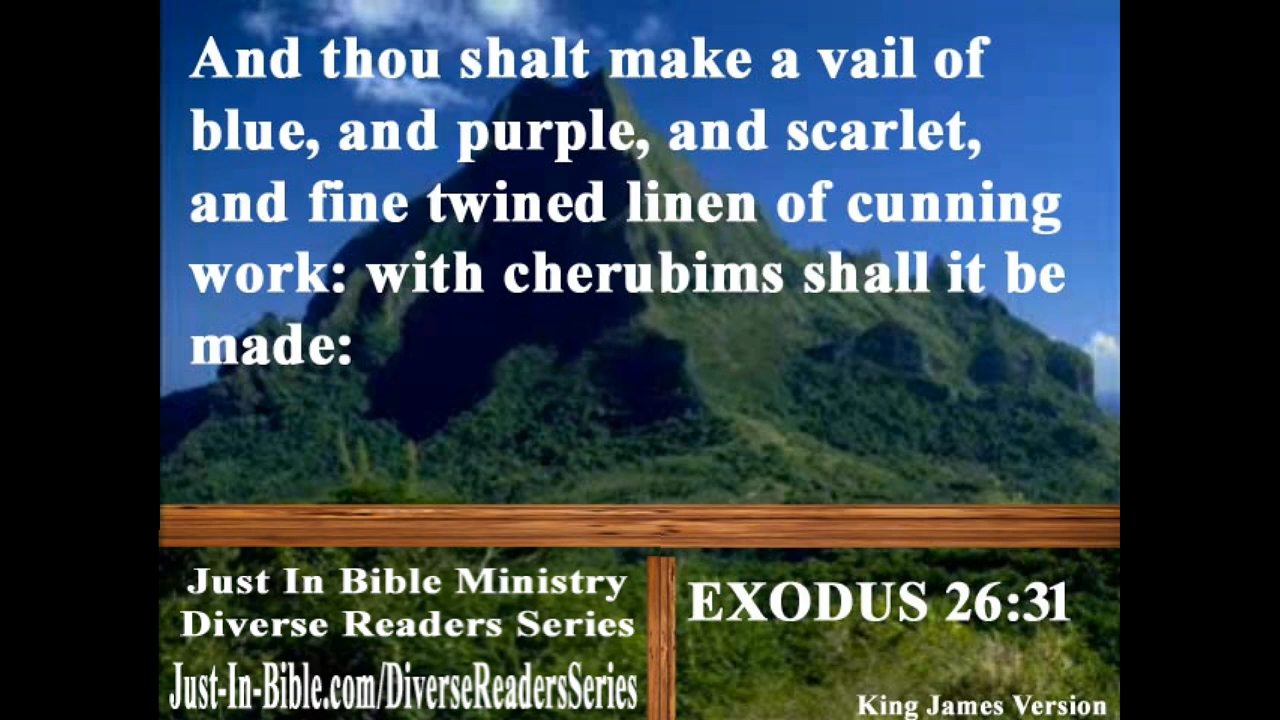 And thou shalt make a vail of
blue, and purple, and scarlet,
and fine twined linen of cunning
work: with cherubims shall it be
made:
Just In Bible Ministry
Diverse Readers Series
Just-In-Bible.com/DiverseReadersSeries
EXODUS 26:31
King James Version